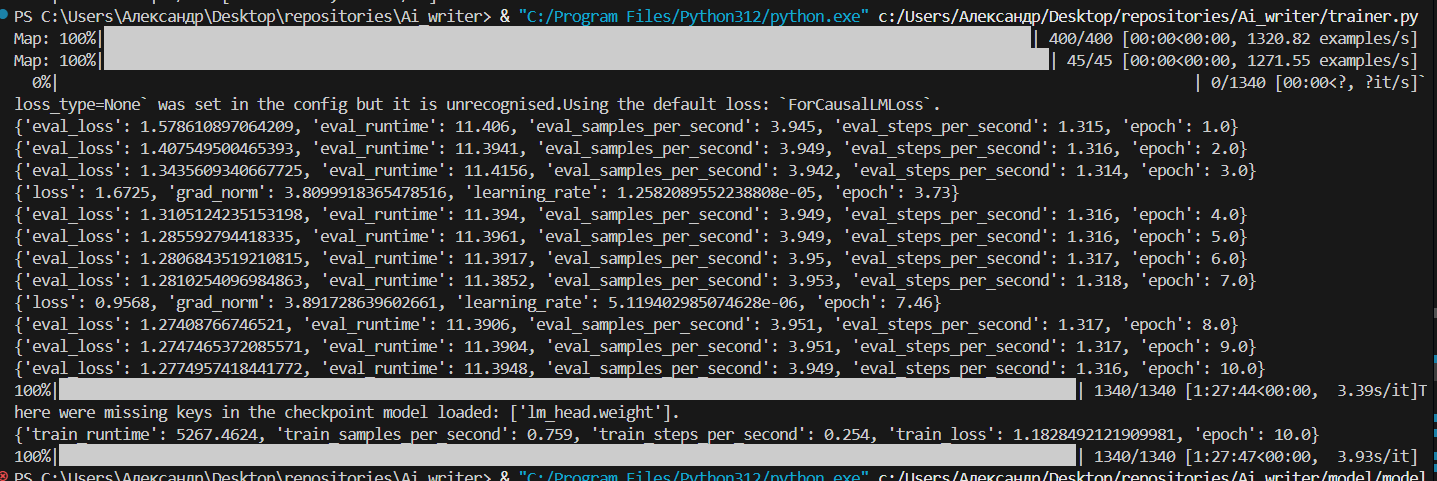 PS C:\Users\Александр\Desktop\repositories\Ai_writer> & "C:/Program Files/Python312/python.exe" c:/Users/Александр/Desktop/repositories/Ai_writer/trainer.py
Map: 100%| | 400/400 [00:00<00:00, 1320.82 examples/s]
Map: 100%| | 45/45 [00:00<00:00, 1271.55 examples/s]
0%| | 0/1340 [00:00<?, ?it/s]`
loss_type=None` was set in the config but it is unrecognised.Using the default loss: `ForCausalLMLoss`.
{'eval_loss': 1.578610897064209, 'eval_runtime': 11.406, 'eval_samples_per_second': 3.945, 'eval_steps_per_second': 1.315, 'epoch': 1.0}
{'eval_loss': 1.407549500465393, 'eval_runtime': 11.3941, 'eval_samples_per_second': 3.949, 'eval_steps_per_second': 1.316, 'epoch': 2.0}
{'eval_loss': 1.3435609340667725, 'eval_runtime': 11.4156, 'eval_samples_per_second': 3.942, 'eval_steps_per_second': 1.314, 'epoch': 3.0}
{'loss': 1.6725, 'grad_norm': 3.8099918365478516, 'learning_rate': 1.2582089552238808e-05, 'epoch': 3.73}
{'eval_loss': 1.3105124235153198, 'eval_runtime': 11.394, 'eval_samples_per_second': 3.949, 'eval_steps_per_second': 1.316, 'epoch': 4.0}
{'eval_loss': 1.285592794418335, 'eval_runtime': 11.3961, 'eval_samples_per_second': 3.949, 'eval_steps_per_second': 1.316, 'epoch': 5.0}
{'eval_loss': 1.2806843519210815, 'eval_runtime': 11.3917, 'eval_samples_per_second': 3.95, 'eval_steps_per_second': 1.317, 'epoch': 6.0}
{'eval_loss': 1.2810254096984863, 'eval_runtime': 11.3852, 'eval_samples_per_second': 3.953, 'eval_steps_per_second': 1.318, 'epoch': 7.0}
{'loss': 0.9568, 'grad_norm': 3.891728639602661, 'learning_rate': 5.119402985074628e-06, 'epoch': 7.46}
{'eval_loss': 1.27408766746521, 'eval_runtime': 11.3906, 'eval_samples_per_second': 3.951, 'eval_steps_per_second': 1.317, 'epoch': 8.0}
{'eval_loss': 1.2747465372085571, 'eval_runtime': 11.3904, 'eval_samples_per_second': 3.951, 'eval_steps_per_second': 1.317, 'epoch': 9.0}
{'eval_loss': 1.2774957418441772, 'eval_runtime': 11.3948, 'eval_samples_per_second': 3.949, 'eval_steps_per_second': 1.316, 'epoch': 10.0}
100%| | 1340/1340 [1:27:44<00:00, 3.39s/it]T
here were missing keys in the checkpoint model loaded: ['lm_head.weight'].
{'train_runtime': 5267.4624, 'train_samples_per_second': 0.759, 'train_steps_per_second': 0.254, 'train_loss': 1.1828492121909981, 'epoch': 10.0}
100%| | 1340/1340 [1:27:47<00:00, 3.93s/it]
PS C:\Users\Александр\Desktop\repositories\Ai_writer> & "C:/Program Files/Python312/python.exe" c:/Users/Александр/Desktop/repositories/Ai_writer/model/model